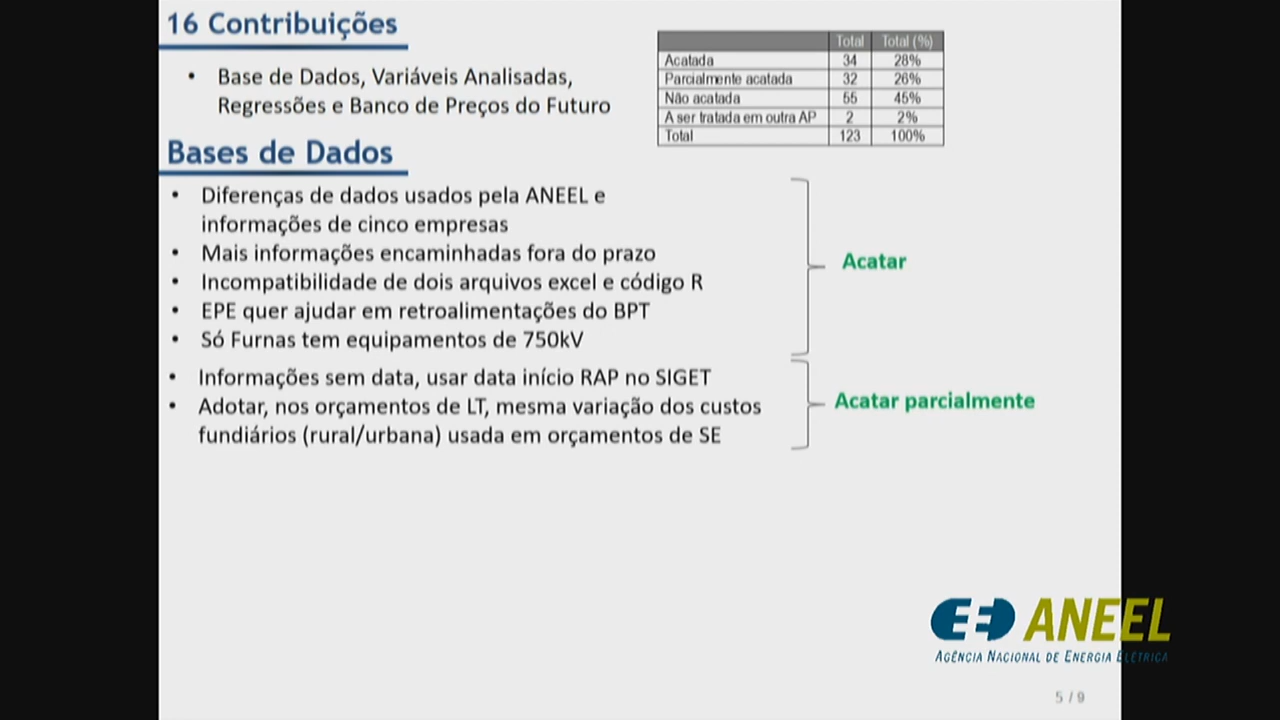 16 Contribuições
• Base de Dados, Variáveis Analisadas,
Regressões e Banco de Preços do Futuro
Total Total (%)
Acatada 34 28%
Parcialmente acatada 32 26%
Não acatada 55 45%
A ser tratada em outra AP 2 2%
Total 123 100%
Bases de Dados
• Diferenças de dados usados pela ANEEL e
informações de cinco empresas
• Mais informações encaminhadas fora do prazo
• Incompatibilidade de dois arquivos excel e código R
• EPE quer ajudar em retroalimentações do BPT
• Só Furnas tem equipamentos de 750kV
Acatar
• Informações sem data, usar data início RAP no SIGET
• Adotar, nos orçamentos de LT, mesma variação dos custos
fundiários (rural/urbana) usada em orçamentos de SE
Acatar parcialmente
ANEEL
AGÊNCIA NACIONAL DE ENERGIA ELÉTRICA
5 / 9